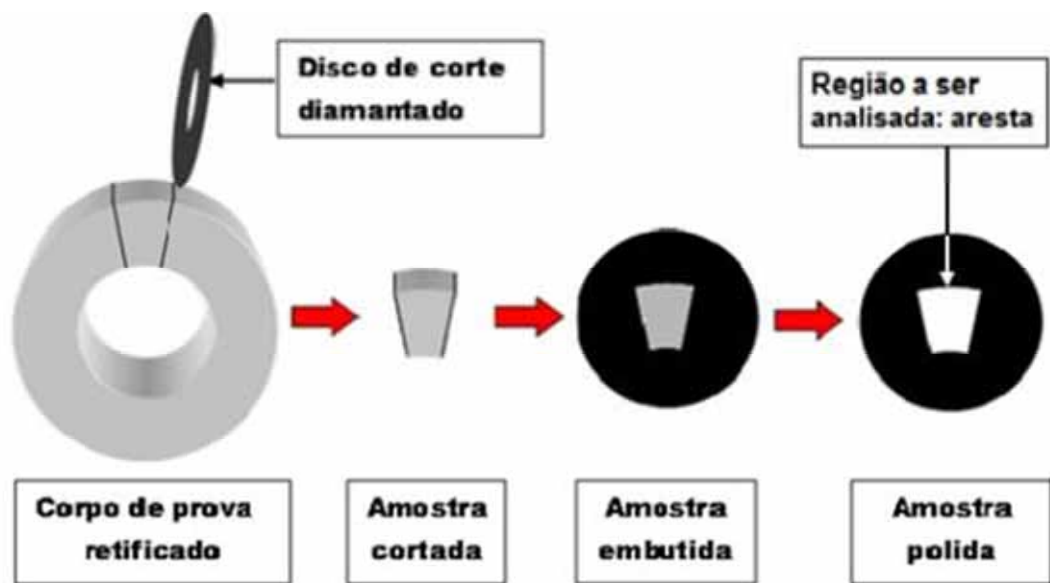 Disco de corte
diamantado
Região a ser
analisada: aresta
Corpo de prova
retificado
Amostra
cortada
Amostra
embutida
Amostra
polida